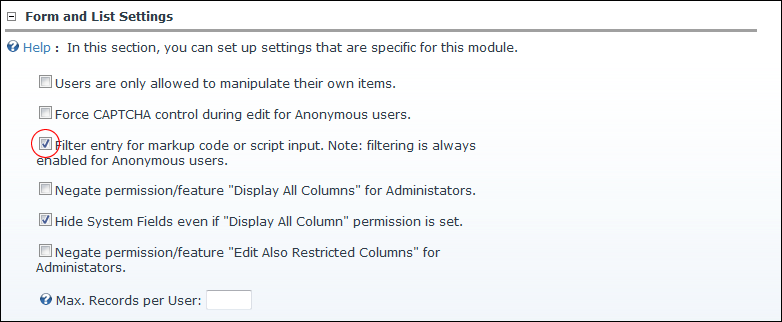 Form and List Settings
Help : In this section, you can set up settings that are specific for this module.
Users are only allowed to manipulate their own items.
Force CAPTCHA control during edit for Anonymous users.
Filter entry for markup code or script input. Note: filtering is always
enabled for Anonymous users.
Negate permission/feature "Display All Columns" for Administators.
Hide System Fields even if "Display All Column" permission is set.
Negate permission/feature "Edit Also Restricted Columns" for
Administators.
Max. Records per User: